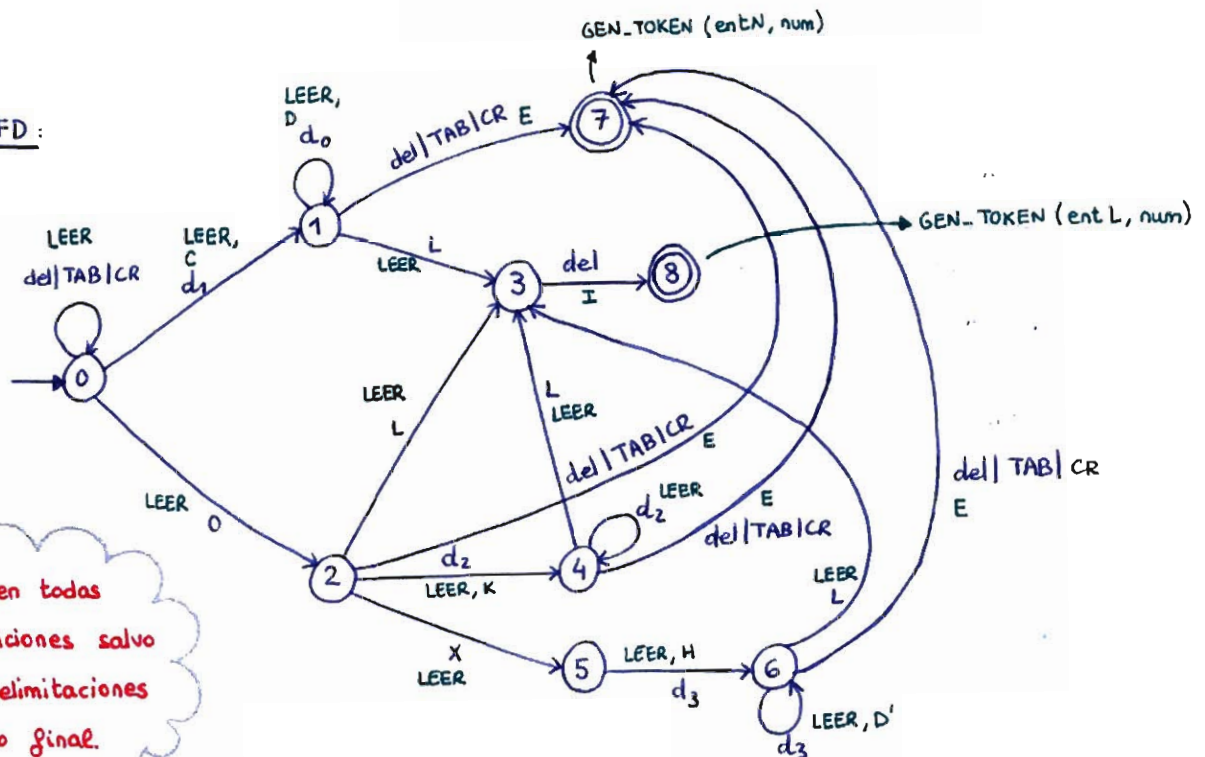 GEN_TOKEN (entN, num)
FD:
LEER,
D
d₀
del|TAB|CR E
7
LEER
del|TAB|CR
LEER,
C
d₁
1
GEN_TOKEN (ent L, num)
L
LEER
3
del
I
8
0
LEER
L
L
LEER
del|TAB|CR
E
LEER O
d₂ LEER
E
del|TAB|CR
del| TAB| CR
E
2
d₂
LEER, K
4
en todas
ciones salvo
elimitaciones
o final.
X
LEER
5
LEER, H
d₃
6
LEER
L
LEER, D'
d₃